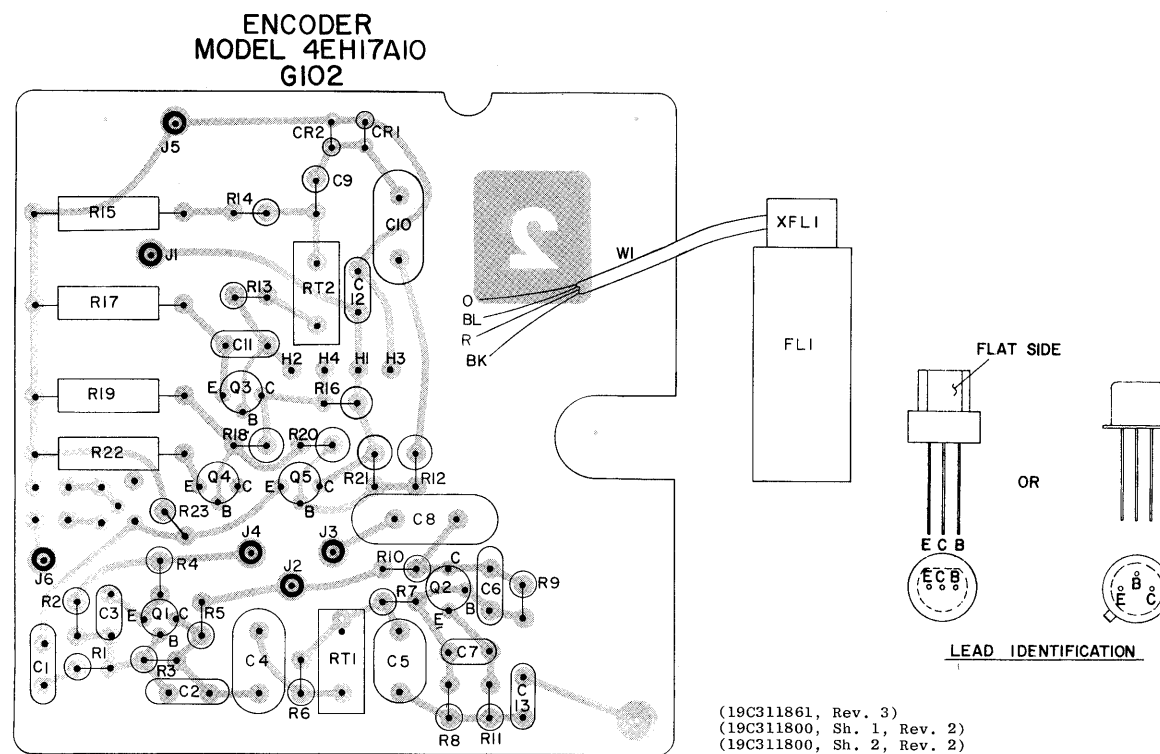 ENCODER
MODEL 4EH17A10
G102
CR2 CR1
J5
C9
R14
R15
C10
2
XFL1
J1
W1
R13
RT2
C
12
O
R17
BL
R
BK
C11
FL1
H2 H4 H1 H3
FLAT SIDE
E Q3 C
R19
R16
B
R18 R20
R22
E Q4 C
E Q5 C
R21 R12
OR
B
B
R23
C8
J4 J3
E C B
R4
J6
J2
R10
C
E C B
R2
C3
R5
R7
Q2
B
C6
R9
B
E C
E Q1 C
E
B
C1
R1
R3
C4
RT1
C5
C7
LEAD IDENTIFICATION
C2
C
13
R6
R8
R11
(19C311861, Rev. 3)
(19C311800, Sh. 1, Rev. 2)
(19C311800, Sh. 2, Rev. 2)